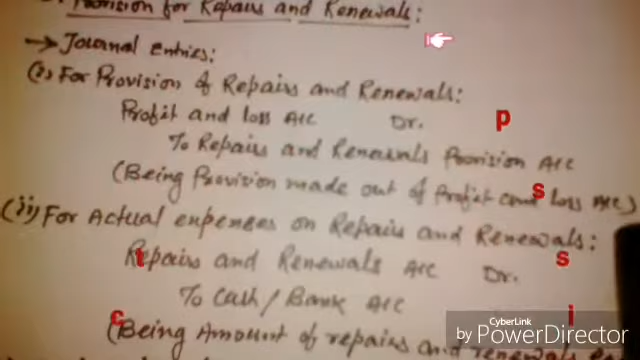 Provision for Repairs and Renewals:
→ Journal entries:
(i) For Provision of Repairs and Renewals:
Profit and loss A/c Dr.
To Repairs and Renewals Provision A/c
(Being Provision made out of Profit and Loss A/c)
(ii) For Actual expenses on Repairs and Renewals:
Repairs and Renewals A/c Dr.
To Cash / Bank A/c
(Being Amount of repairs and renewals
p
s
t
s
c
i
CyberLink
by PowerDirector